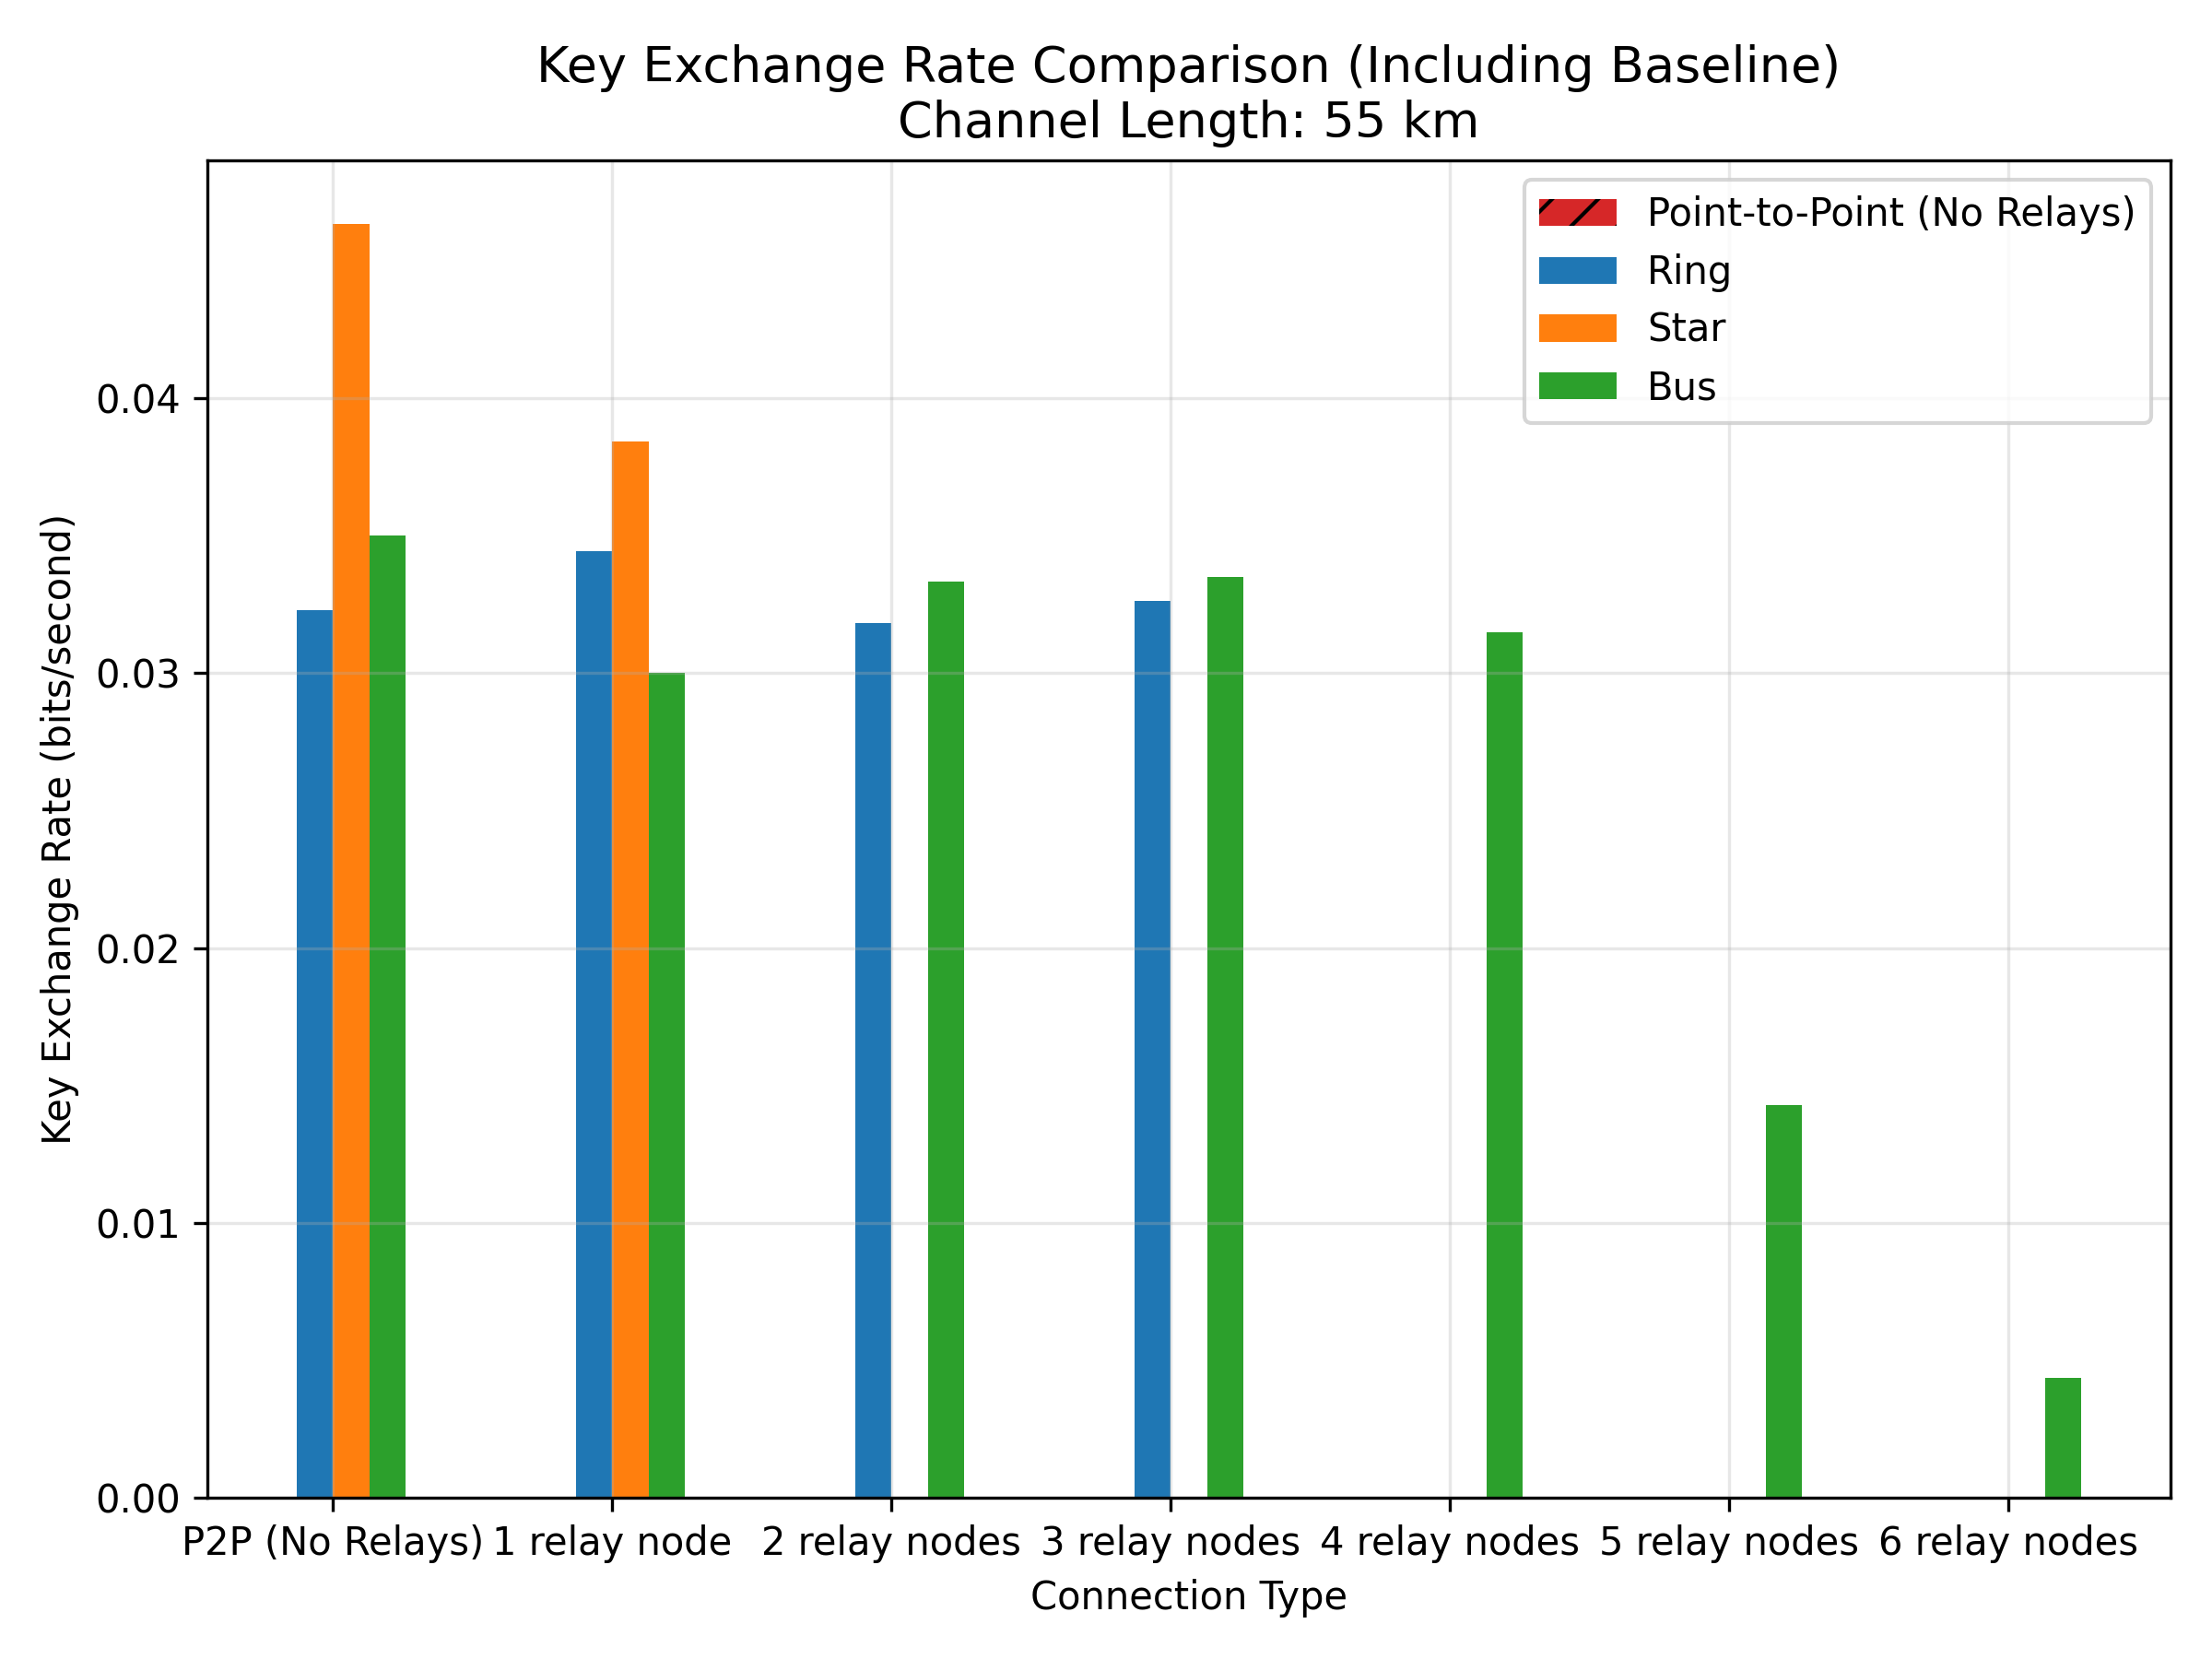 Key Exchange Rate Comparison (Including Baseline)
Channel Length: 55 km
Point-to-Point (No Relays)
Ring
Star
Bus
Key Exchange Rate (bits/second)
0.04
0.03
0.02
0.01
0.00
P2P (No Relays) 1 relay node 2 relay nodes 3 relay nodes 4 relay nodes 5 relay nodes 6 relay nodes
Connection Type